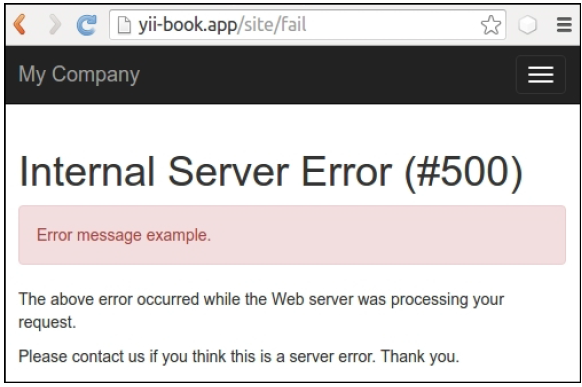 yii-book.app/site/fail
My Company
Internal Server Error (#500)
Error message example.
The above error occurred while the Web server was processing your
request.
Please contact us if you think this is a server error. Thank you.